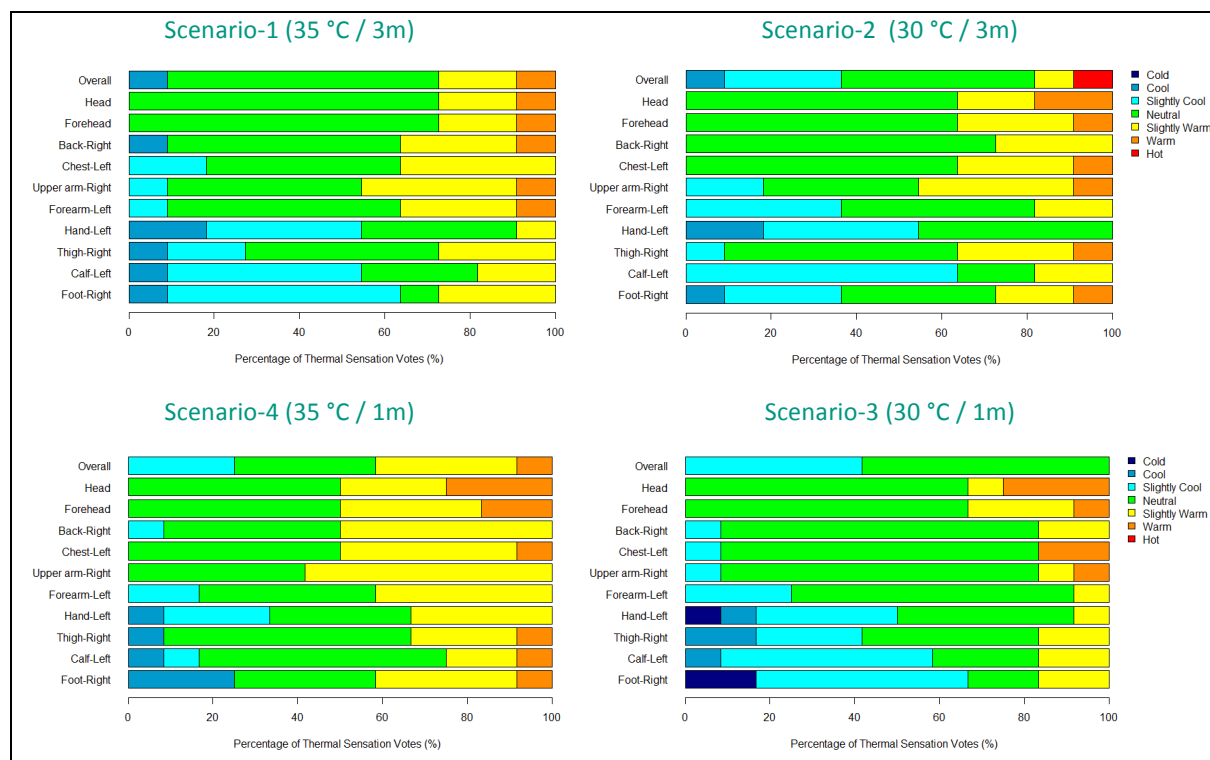 Scenario-1 (35 °C / 3m)
Overall
Head
Forehead
Back-Right
Chest-Left
Upper arm-Right
Forearm-Left
Hand-Left
Thigh-Right
Calf-Left
Foot-Right
0 20 40 60 80 100
Percentage of Thermal Sensation Votes (%)
Scenario-2 (30 °C / 3m)
Overall
Head
Forehead
Back-Right
Chest-Left
Upper arm-Right
Forearm-Left
Hand-Left
Thigh-Right
Calf-Left
Foot-Right
0 20 40 60 80 100
Percentage of Thermal Sensation Votes (%)
Cold
Cool
Slightly Cool
Neutral
Slightly Warm
Warm
Hot
Scenario-4 (35 °C / 1m)
Overall
Head
Forehead
Back-Right
Chest-Left
Upper arm-Right
Forearm-Left
Hand-Left
Thigh-Right
Calf-Left
Foot-Right
0 20 40 60 80 100
Percentage of Thermal Sensation Votes (%)
Scenario-3 (30 °C / 1m)
Overall
Head
Forehead
Back-Right
Chest-Left
Upper arm-Right
Forearm-Left
Hand-Left
Thigh-Right
Calf-Left
Foot-Right
0 20 40 60 80 100
Percentage of Thermal Sensation Votes (%)
Cold
Cool
Slightly Cool
Neutral
Slightly Warm
Warm
Hot